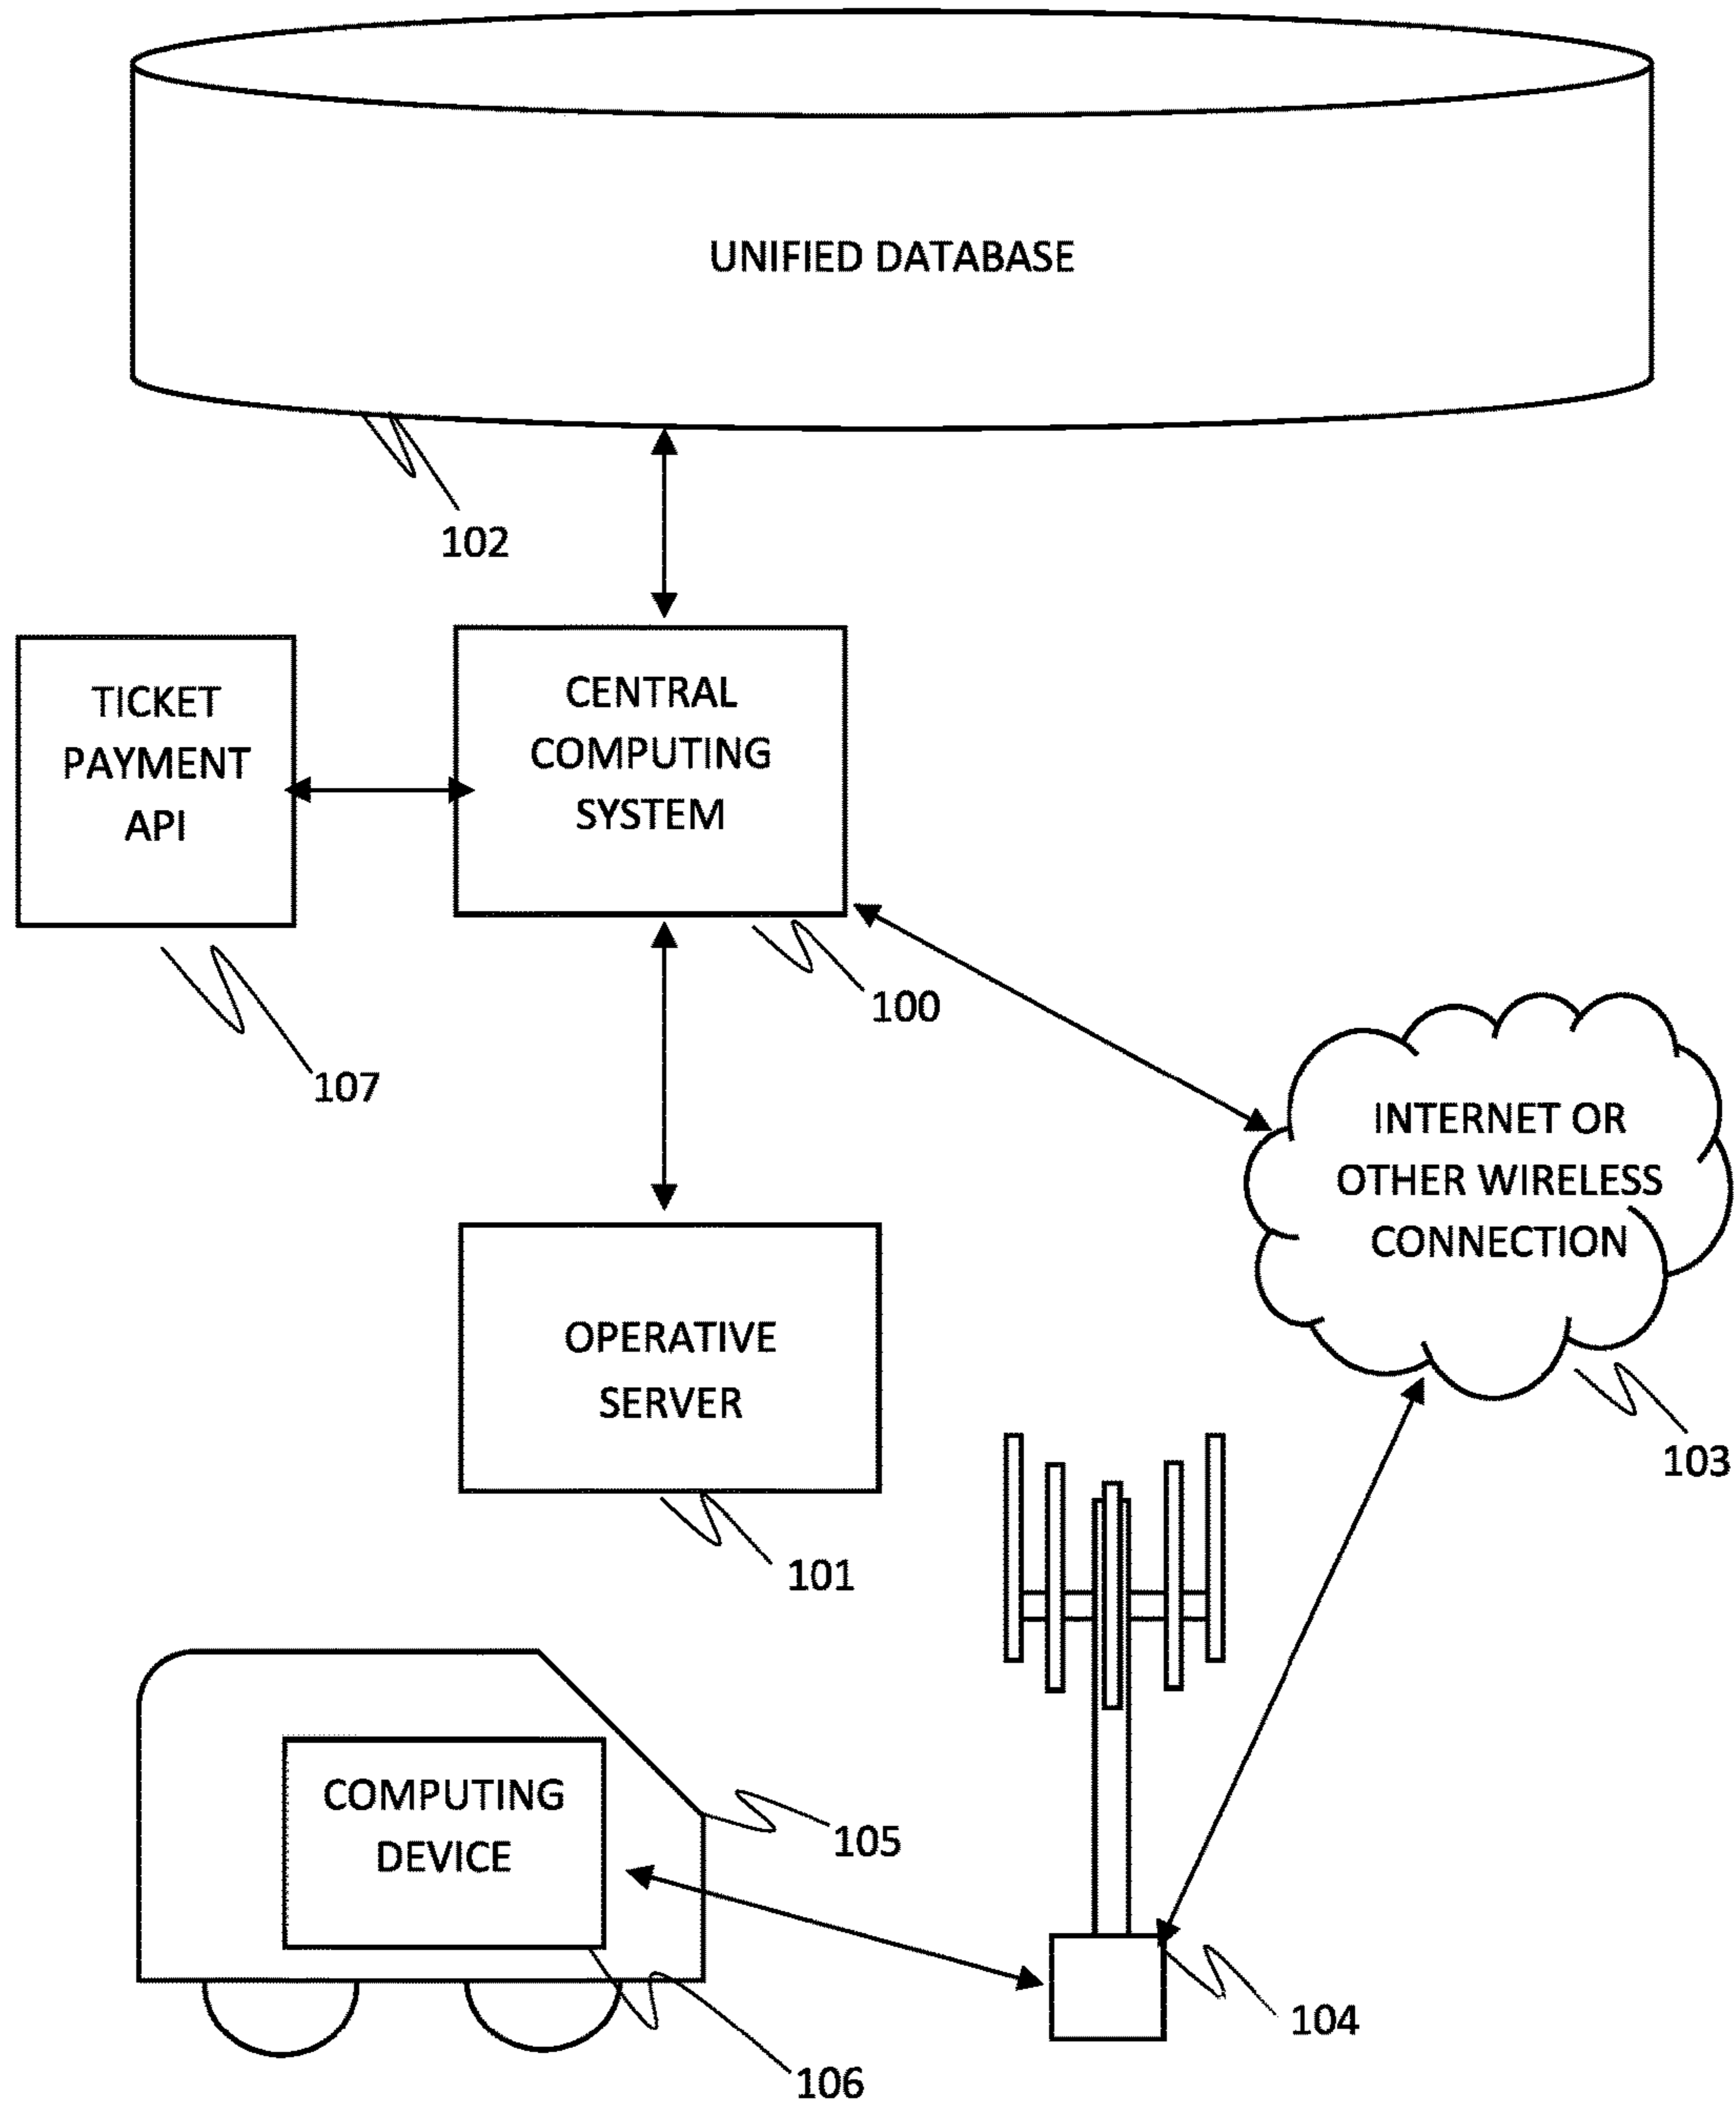 UNIFIED DATABASE
102
TICKET
PAYMENT
API
CENTRAL
COMPUTING
SYSTEM
100
107
INTERNET OR
OTHER WIRELESS
CONNECTION
103
OPERATIVE
SERVER
101
COMPUTING
DEVICE
105
104
106